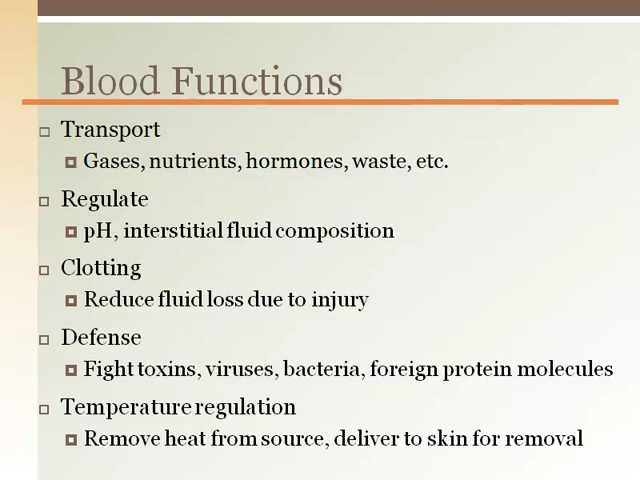 Blood Functions
Transport
Gases, nutrients, hormones, waste, etc.
Regulate
pH, interstitial fluid composition
Clotting
Reduce fluid loss due to injury
Defense
Fight toxins, viruses, bacteria, foreign protein molecules
Temperature regulation
Remove heat from source, deliver to skin for removal